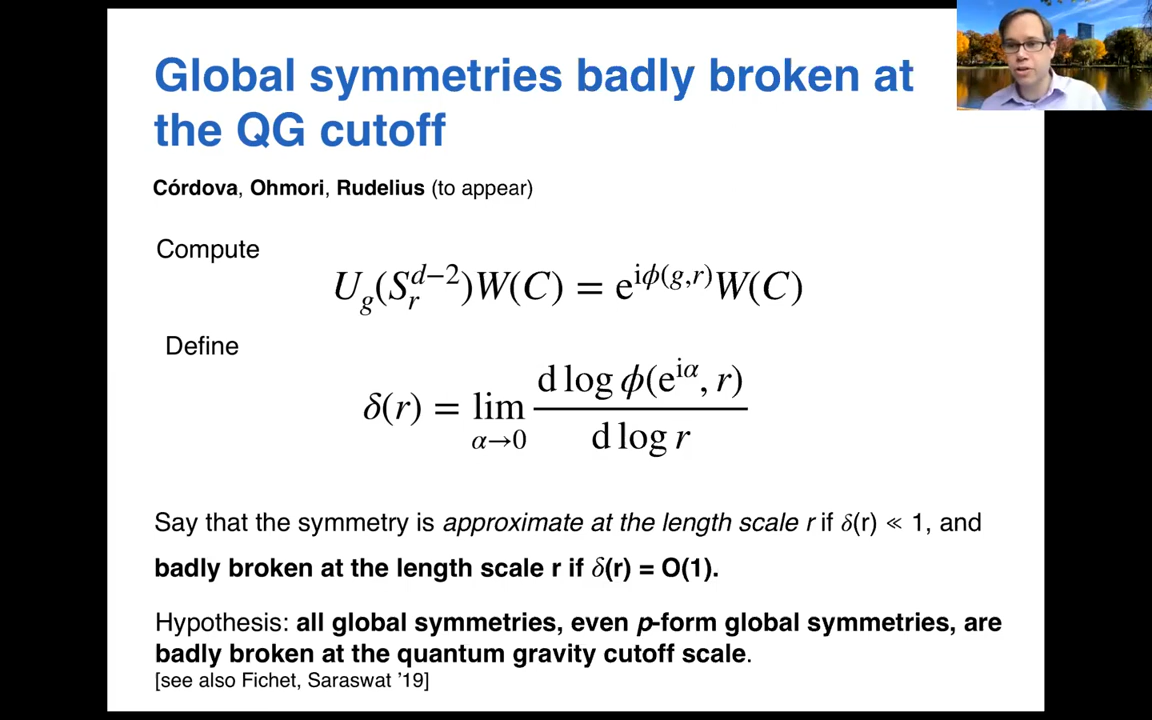 Global symmetries badly broken at
the QG cutoff
Córdova, Ohmori, Rudelius (to appear)
Compute
U_g(S_r^{d−2})W(C) = e^{iϕ(g,r)}W(C)
Define
δ(r) = lim_{α→0} d log ϕ(e^{iα}, r) / d log r
Say that the symmetry is approximate at the length scale r if δ(r) ≪ 1, and
badly broken at the length scale r if δ(r) = O(1).
Hypothesis: all global symmetries, even p-form global symmetries, are
badly broken at the quantum gravity cutoff scale.
[see also Fichet, Saraswat ’19]